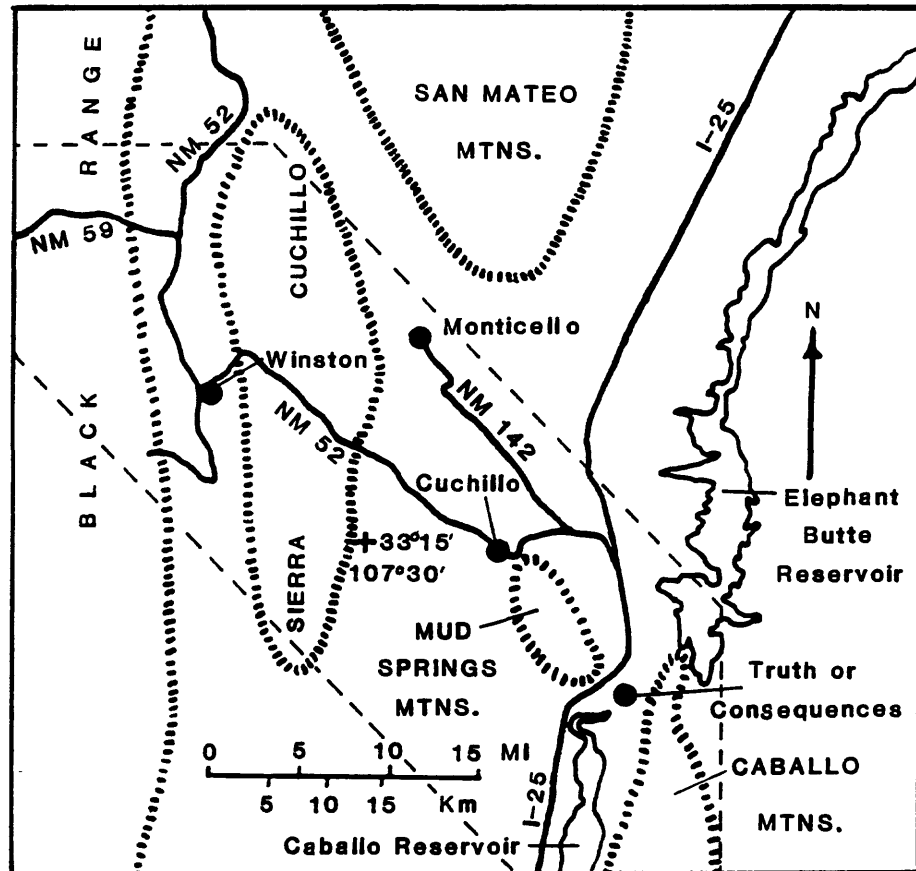 RANGE
NM 52
SAN MATEO
MTNS.
I-25
NM 59
CUCHILLO
N
Monticello
Winston
BLACK
NM 142
NM 52
Cuchillo
Elephant
Butte
Reservoir
+33d15'
107°30'
SIERRA
MUD
SPRINGS
MTNS.
Truth or
Consequences
0 5 10 15 MI
5 10 15 Km
CABALLO
MTNS.
I-25
Caballo Reservoir